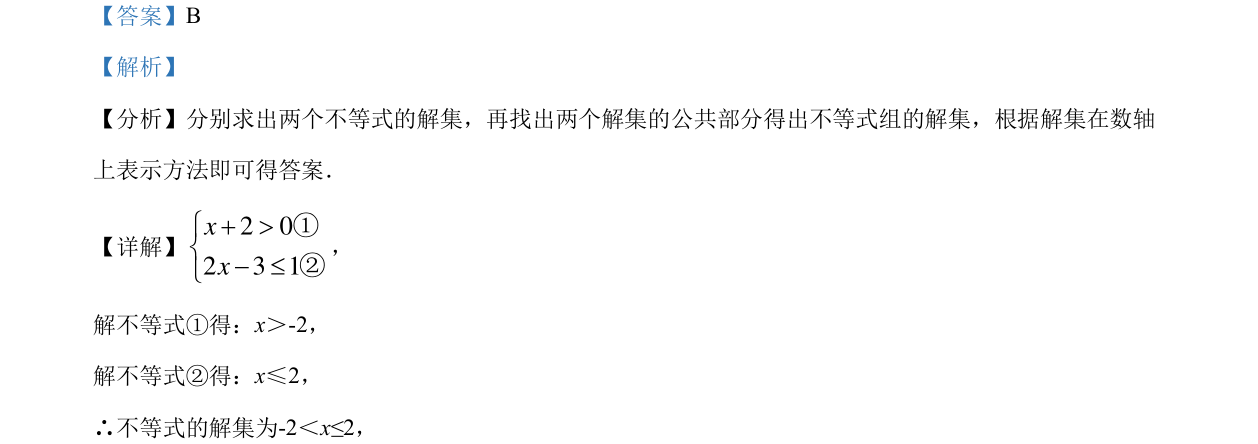 【答案】B
【解析】
【分析】分别求出两个不等式的解集，再找出两个解集的公共部分得出不等式组的解集，根据解集在数轴
上表示方法即可得答案．
【详解】{x+2>0①
2x−3≤1②，
解不等式①得：x＞-2，
解不等式②得：x≤2，
∴不等式的解集为-2＜x≤2，